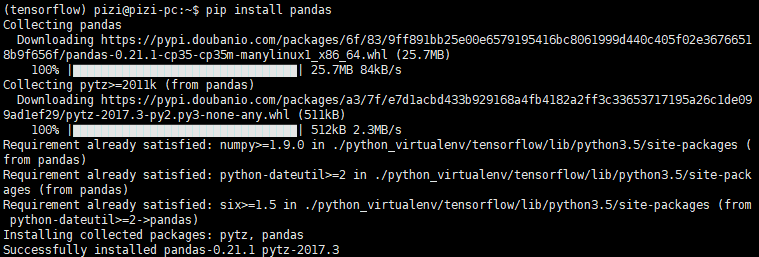 (tensorflow) pizi@pizi-pc:~$ pip install pandas
Collecting pandas
  Downloading https://pypi.doubanio.com/packages/6f/83/9ff891bb25e00e6579195416bc8061999d440c405f02e3676651
8b9f656f/pandas-0.21.1-cp35-cp35m-manylinux1_x86_64.whl (25.7MB)
    100% |████████████████████████████████| 25.7MB 84kB/s
Collecting pytz>=2011k (from pandas)
  Downloading https://pypi.doubanio.com/packages/a3/7f/e7d1acbd433b929168a4fb4182a2ff3c33653717195a26c1de09
9ad1ef29/pytz-2017.3-py2.py3-none-any.whl (511kB)
    100% |████████████████████████████████| 512kB 2.3MB/s
Requirement already satisfied: numpy>=1.9.0 in ./python_virtualenv/tensorflow/lib/python3.5/site-packages (
from pandas)
Requirement already satisfied: python-dateutil>=2 in ./python_virtualenv/tensorflow/lib/python3.5/site-pack
ages (from pandas)
Requirement already satisfied: six>=1.5 in ./python_virtualenv/tensorflow/lib/python3.5/site-packages (from
 python-dateutil>=2->pandas)
Installing collected packages: pytz, pandas
Successfully installed pandas-0.21.1 pytz-2017.3